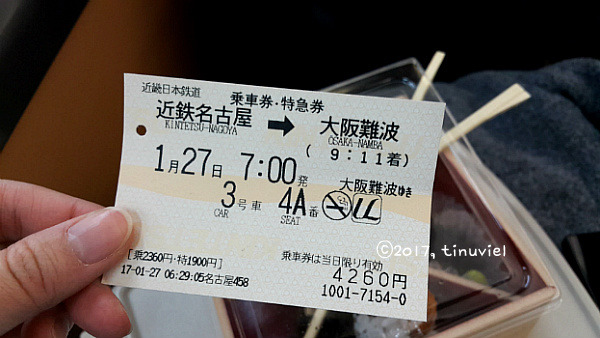 近畿日本鉄道 乗車券・特急券
近鉄名古屋 ➡ 大阪難波
KINTETSU-NAGOYA OSAKA-NAMBA
( 9:11着)
1月27日 7:00発 大阪難波ゆき
3号車 4A番
CAR SEAT
[乗2360円・特1900円] 乗車券は当日限り有効
4260円
17-01-27 06:29:05名古屋458 1001-7154-0
©2017, tinuviel